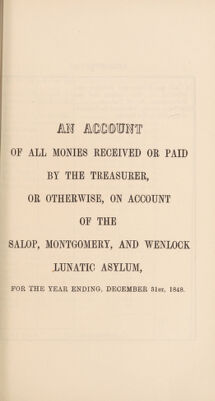 AN ACCOUNT
OF ALL MONIES RECEIVED OR PAID
BY THE TREASURER,
OR OTHERWISE, ON ACCOUNT
OF THE
SALOP, MONTGOMERY, AND WENLOCK
LUNATIC ASYLUM,
FOR THE YEAR ENDING, DECEMBER 31ST, 1848.